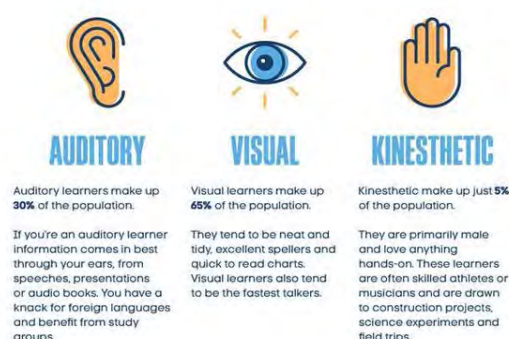 AUDITORY
Auditory learners make up
30% of the population.
If you're an auditory learner
information comes in best
through your ears, from
speeches, presentations
or audio books. You have a
knack for foreign languages
and benefit from study
groups.
VISUAL
Visual learners make up
65% of the population.
They tend to be neat and
tidy, excellent spellers and
quick to read charts.
Visual learners also tend
to be the fastest talkers.
KINESTHETIC
Kinesthetic make up just 5%
of the population.
They are primarily male
and love anything
hands-on. These learners
are often skilled athletes or
musicians and are drawn
to construction projects,
science experiments and
field trips.